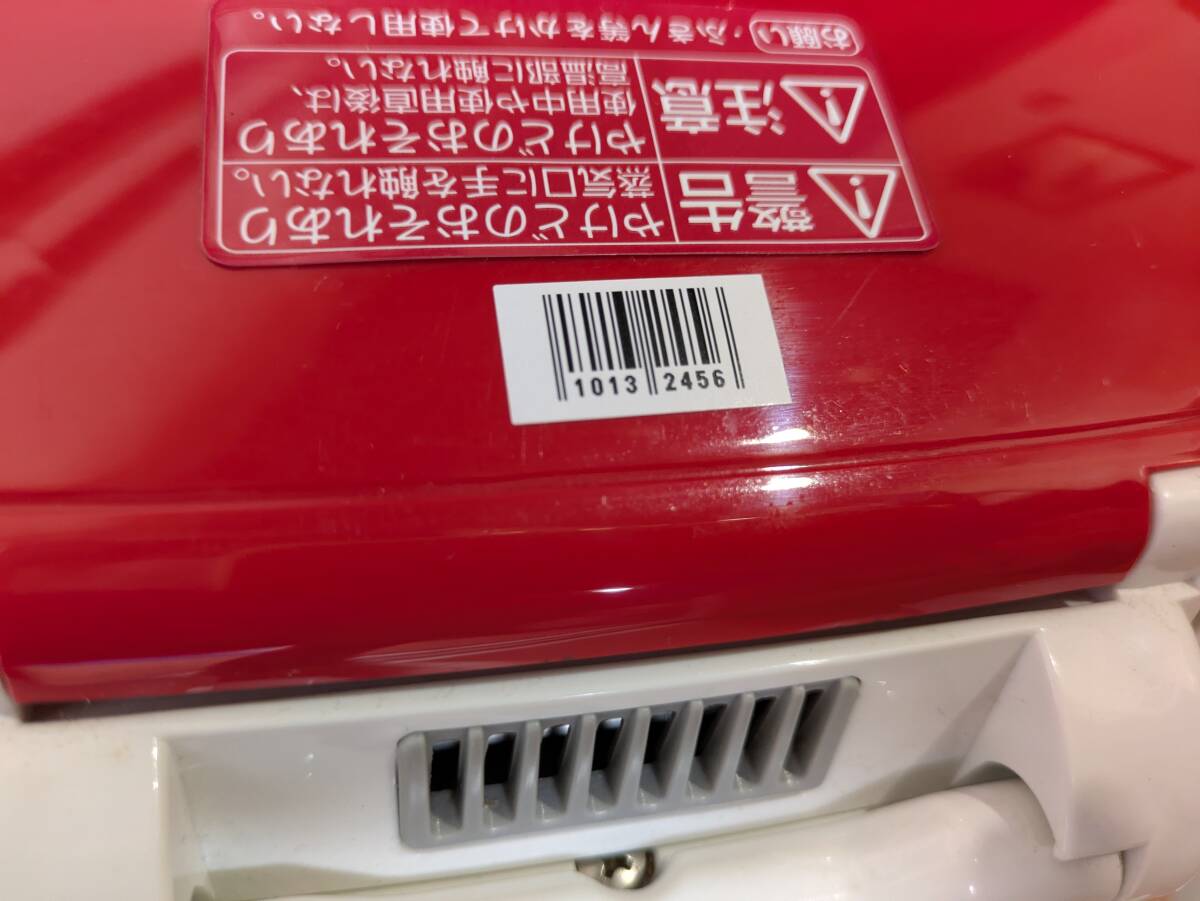 警告
やけどのおそれあり
蒸気口に手を触れない。
注意
やけどのおそれあり
使用中や使用直後は、
高温部に触れない。
お願い ・ふきん等をかけて使用しない。
1013 2456